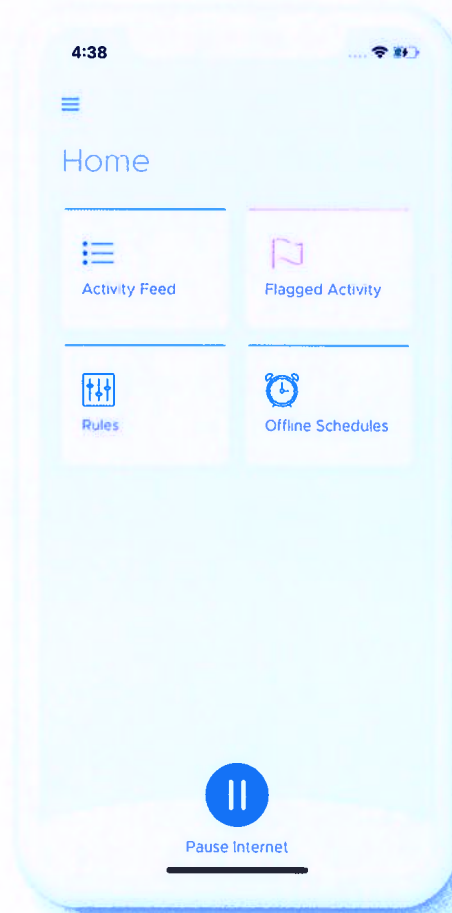 4:38
Home
Activity Feed
Flagged Activity
Rules
Offline Schedules
Pause Internet